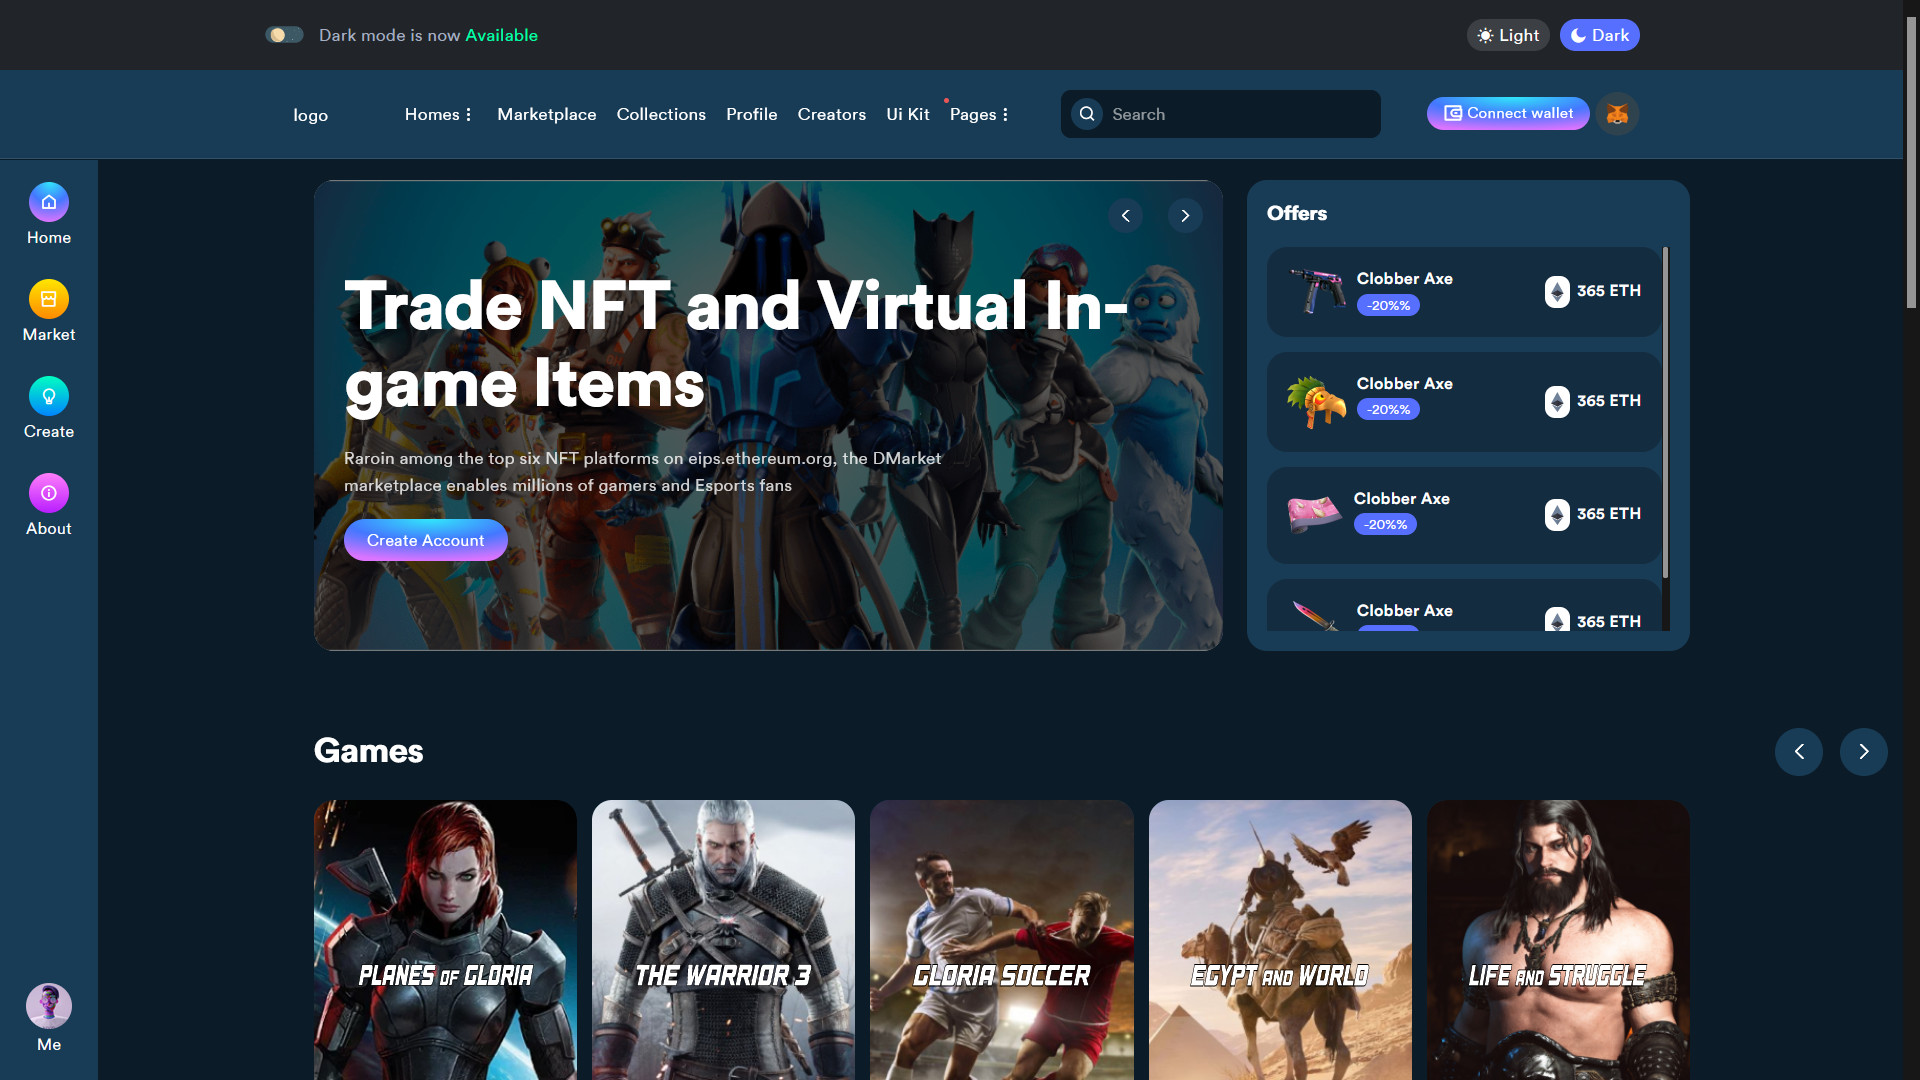 Dark mode is now Available
Light
Dark
logo
Homes
Marketplace
Collections
Profile
Creators
Ui Kit
Pages
Search
Connect wallet
Home
Market
Create
About
Me
Trade NFT and Virtual In-
game Items
Raroin among the top six NFT platforms on eips.ethereum.org, the DMarket
marketplace enables millions of gamers and Esports fans
Create Account
Offers
Clobber Axe
-20%%
365 ETH
Clobber Axe
-20%%
365 ETH
Clobber Axe
-20%%
365 ETH
Clobber Axe
365 ETH
Games
PLANES OF GLORIA
THE WARRIOR 3
GLORIA SOCCER
EGYPT AND WORLD
LIFE AND STRUGGLE